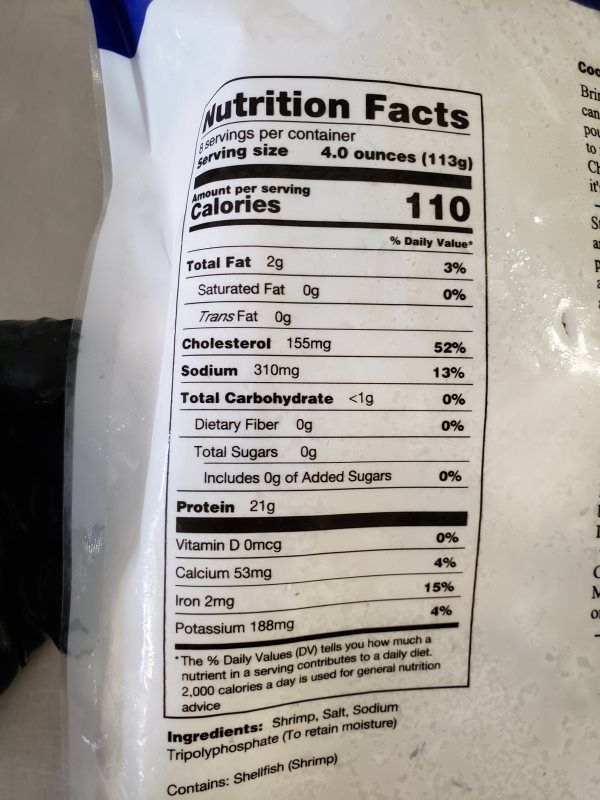 Nutrition Facts
8 servings per container
Serving size 4.0 ounces (113g)
Amount per serving
Calories 110
% Daily Value*
Total Fat 2g 3%
Saturated Fat 0g 0%
Trans Fat 0g
Cholesterol 155mg 52%
Sodium 310mg 13%
Total Carbohydrate <1g 0%
Dietary Fiber 0g 0%
Total Sugars 0g
Includes 0g of Added Sugars 0%
Protein 21g
Vitamin D 0mcg 0%
Calcium 53mg 4%
Iron 2mg 15%
Potassium 188mg 4%
*The % Daily Values (DV) tells you how much a
nutrient in a serving contributes to a daily diet.
2,000 calories a day is used for general nutrition
advice
Ingredients: Shrimp, Salt, Sodium
Tripolyphosphate (To retain moisture)
Contains: Shellfish (Shrimp)